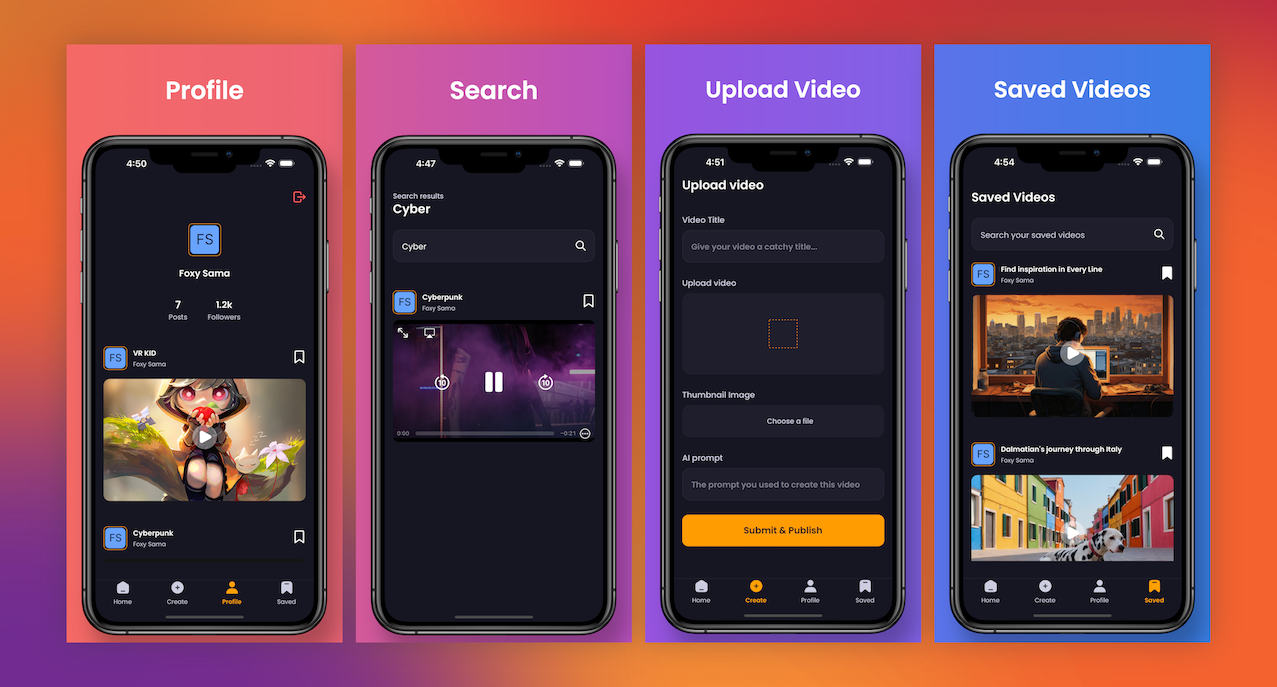 Profile
4:50
FS
Foxy Sama
7
Posts
1.2k
Followers
FS
VR KID
Foxy Sama
FS
Cyberpunk
Foxy Sama
Home
Create
Profile
Saved
Search
4:47
Search results
Cyber
Cyber
FS
Cyberpunk
Foxy Sama
10
10
0:00
-0:21
Upload Video
4:51
Upload video
Video Title
Give your video a catchy title...
Upload video
Thumbnail Image
Choose a file
AI prompt
The prompt you used to create this video
Submit & Publish
Home
Create
Profile
Saved
Saved Videos
4:54
Saved Videos
Search your saved videos
FS
Find inspiration in Every Line
Foxy Sama
FS
Dalmatian's journey through Italy
Foxy Sama
Home
Create
Profile
Saved